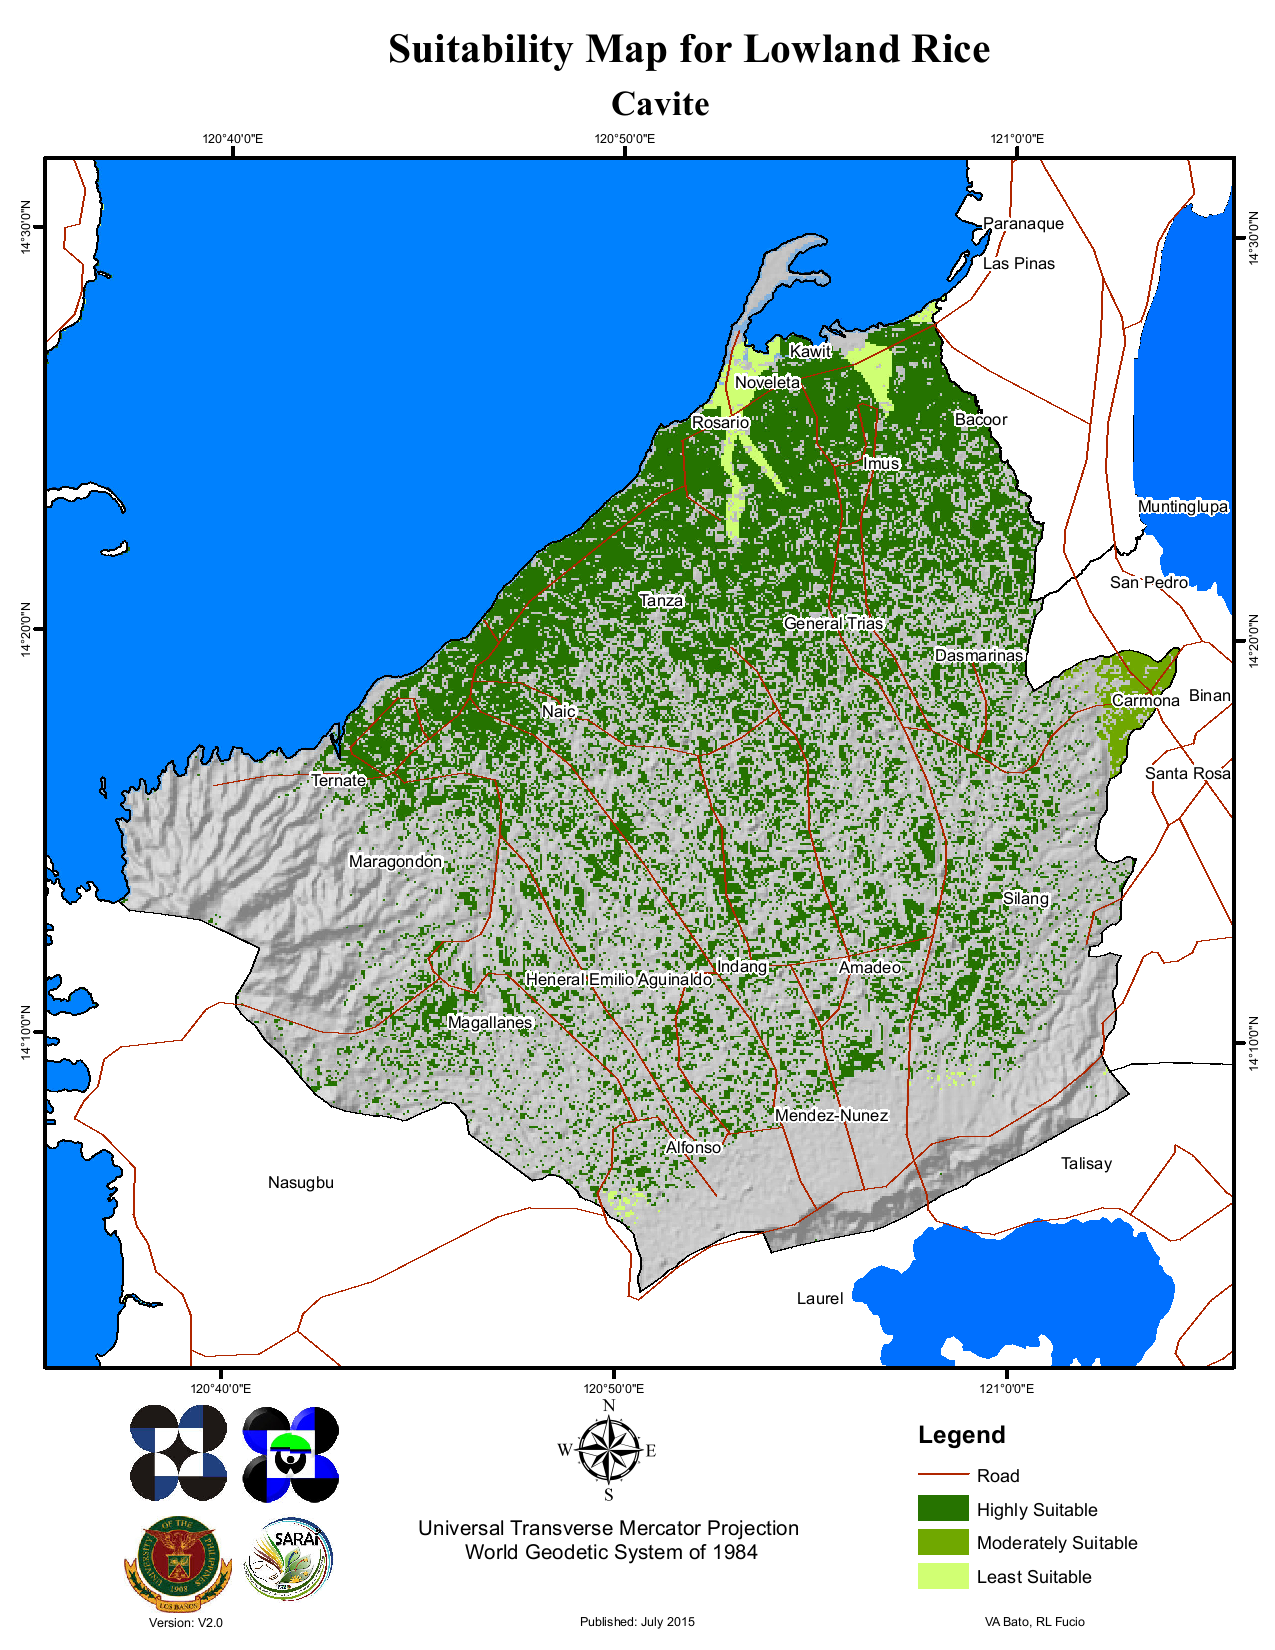 Suitability Map for Lowland Rice
Cavite
120°40'0"E 120°50'0"E 121°0'0"E
14°30'0"N
14°30'0"N
Paranaque
Las Pinas
Kawit
Noveleta
Rosario
Bacoor
Imus
Muntinglupa
San Pedro
Tanza
General Trias
14°20'0"N
14°20'0"N
Dasmarinas
Carmona
Binan
Naic
Santa Rosa
Ternate
Maragondon
Silang
Indang
Amadeo
Heneral Emilio Aguinaldo
Magallanes
14°10'0"N
14°10'0"N
Mendez-Nunez
Alfonso
Talisay
Nasugbu
Laurel
120°40'0"E 120°50'0"E 121°0'0"E
N
W E
S
Legend
Road
Highly Suitable
Moderately Suitable
Least Suitable
Universal Transverse Mercator Projection
World Geodetic System of 1984
UNIVERSITY OF THE PHILIPPINES
1908
LOS BAÑOS
SARAi
Version: V2.0
Published: July 2015
VA Bato, RL Fucio